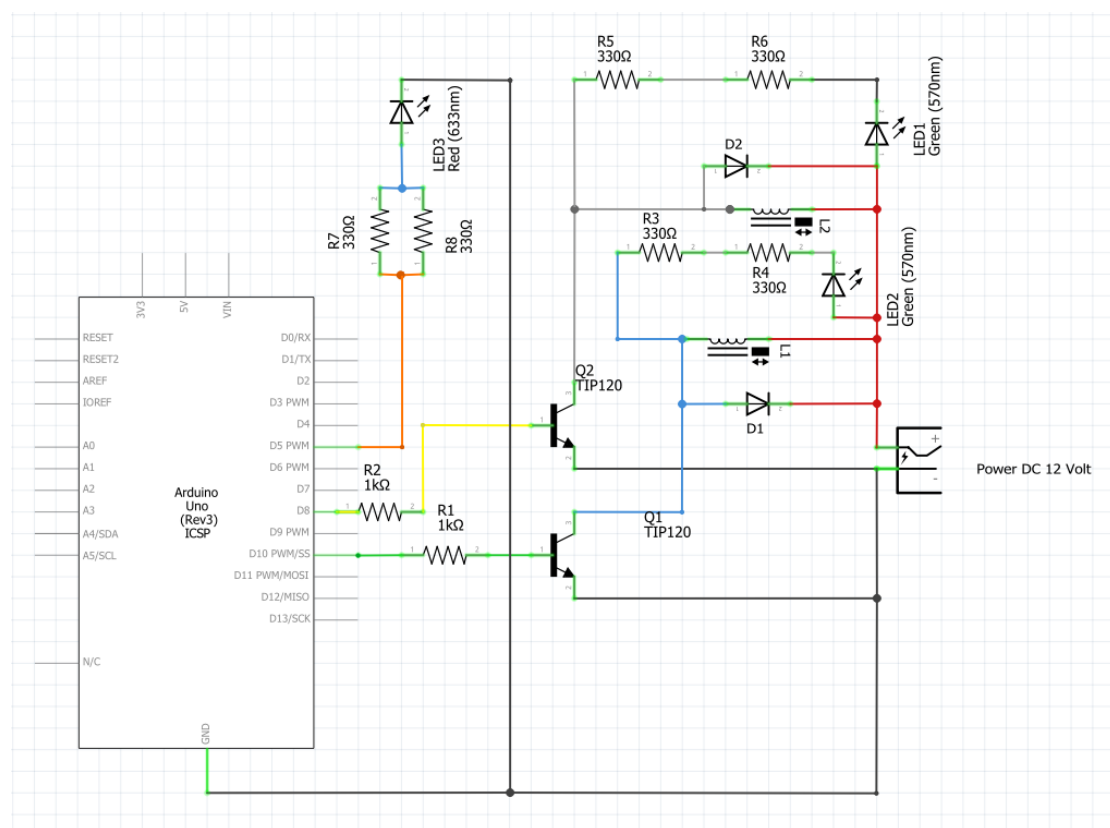 R5
330Ω
R6
330Ω
LED3
Red (633nm)
LED1
Green (570nm)
D2
1
2
R7
330Ω
R8
330Ω
L2
R3
330Ω
R4
330Ω
LED2
Green (570nm)
L1
D1
Q2
TIP120
3V3
5V
VIN
RESET
RESET2
AREF
IOREF
A0
A1
A2
A3
A4/SDA
A5/SCL
N/C
Arduino
Uno
(Rev3)
ICSP
D0/RX
D1/TX
D2
D3 PWM
D4
D5 PWM
D6 PWM
D7
D8
D9 PWM
D10 PWM/SS
D11 PWM/MOSI
D12/MISO
D13/SCK
GND
R2
1kΩ
R1
1kΩ
Q1
TIP120
+
-
Power DC 12 Volt